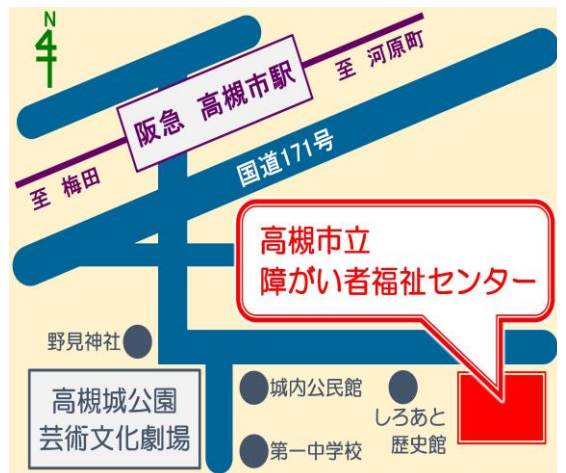 N
阪急 高槻市駅
至 河原町
至 梅田
国道171号
高槻市立
障がい者福祉センター
野見神社
高槻城公園
芸術文化劇場
城内公民館
第一中学校
しろあと
歴史館